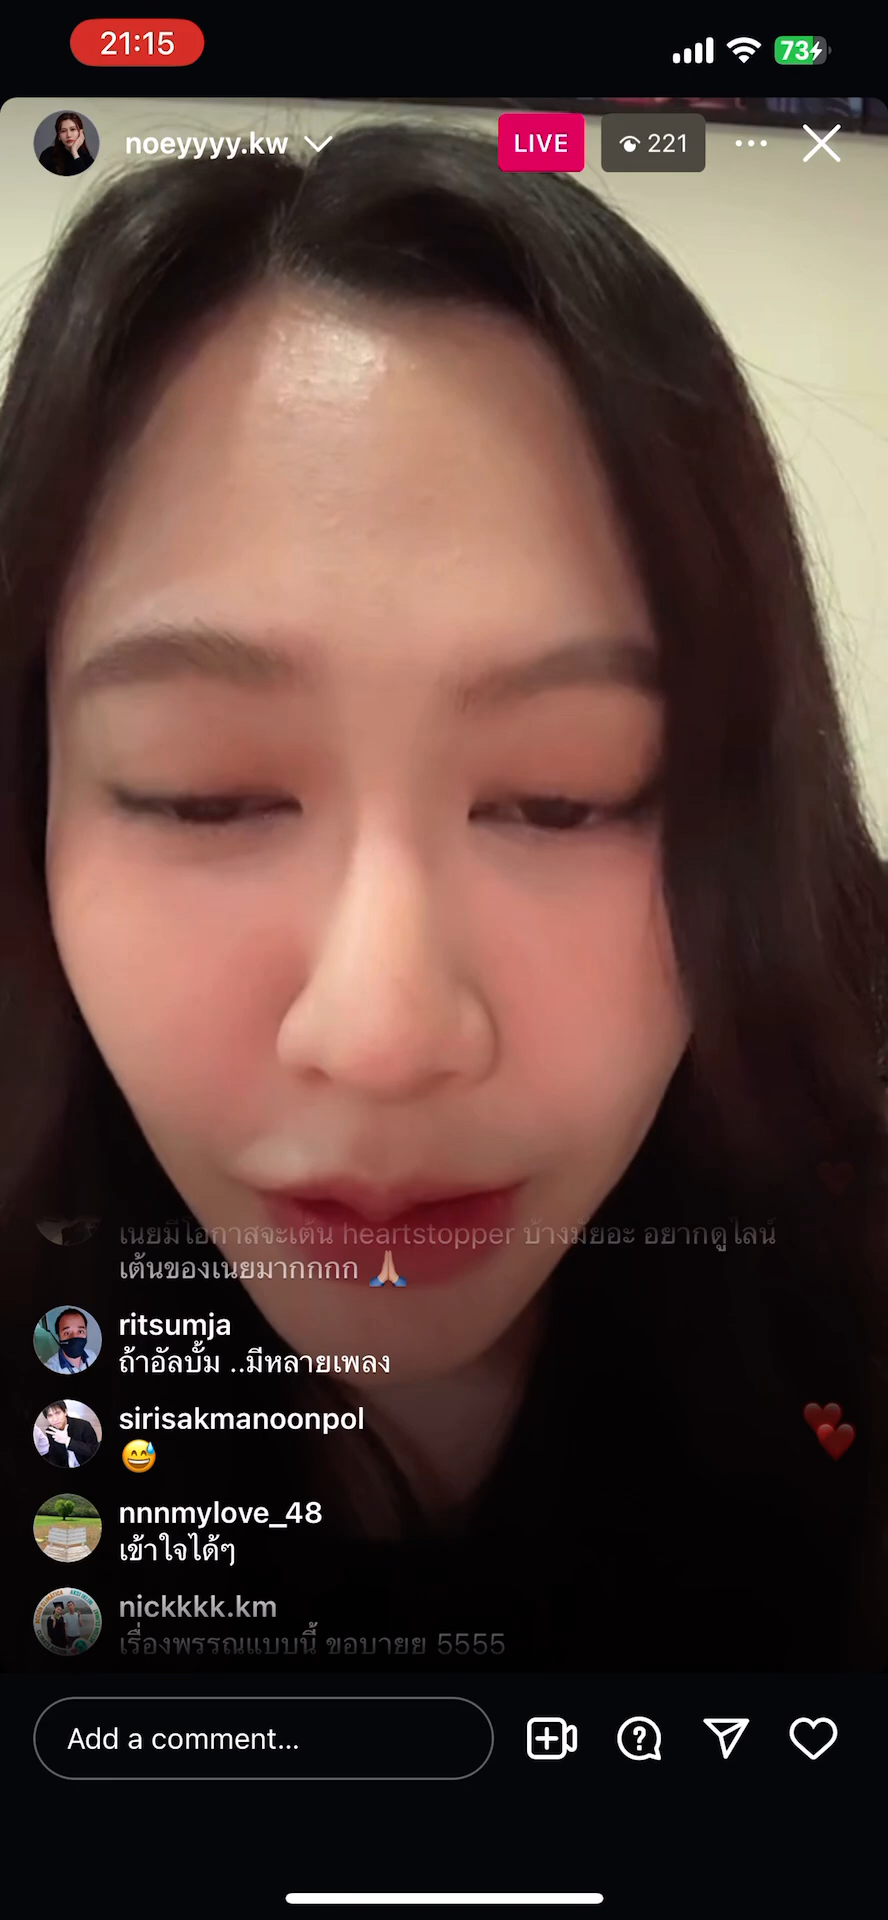 21:15
73
noeyyyy.kw
LIVE
221
เนยมีโอกาสจะเต้น heartstopper บ้างมั้ยอะ อยากดูไลน์
เต้นของเนยมากกกก 🙏
ritsumja
ถ้าอัลบั้ม ..มีหลายเพลง
sirisakmanoonpol
😅
nnnmylove_48
เข้าใจได้ๆ
nickkkk.km
เรื่องพรรณแบบนี้ ขอบายย 5555
Add a comment...